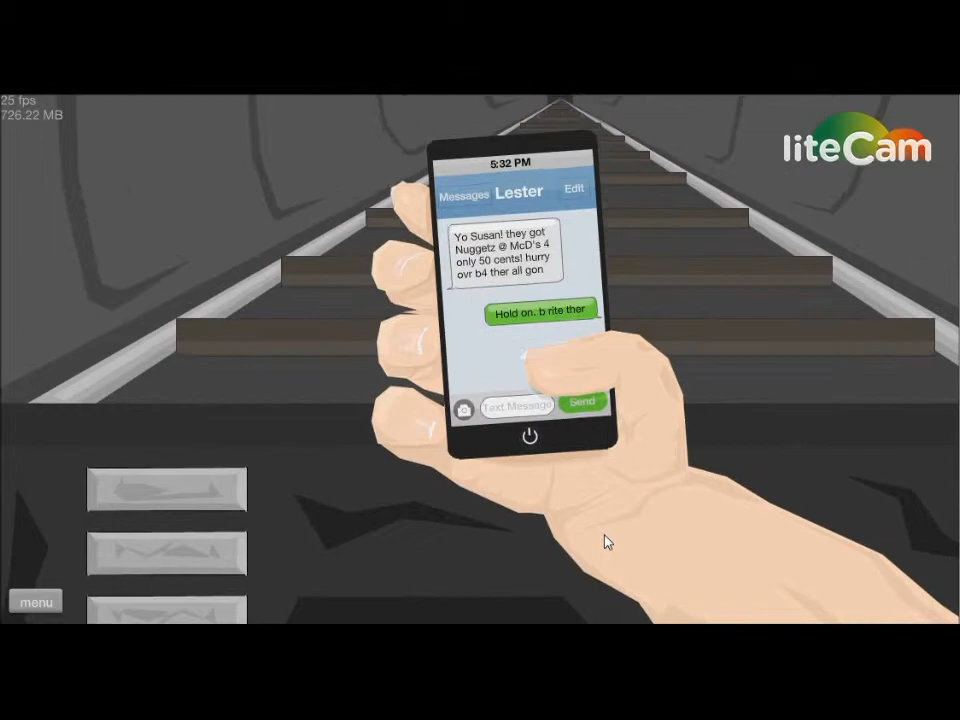 25 fps
726.22 MB
liteCam
5:32 PM
Messages Lester Edit
Yo Susan! they got
Nuggetz @ McD's 4
only 50 cents! hurry
ovr b4 ther all gon
Hold on. b rite ther
Text Message Send
menu